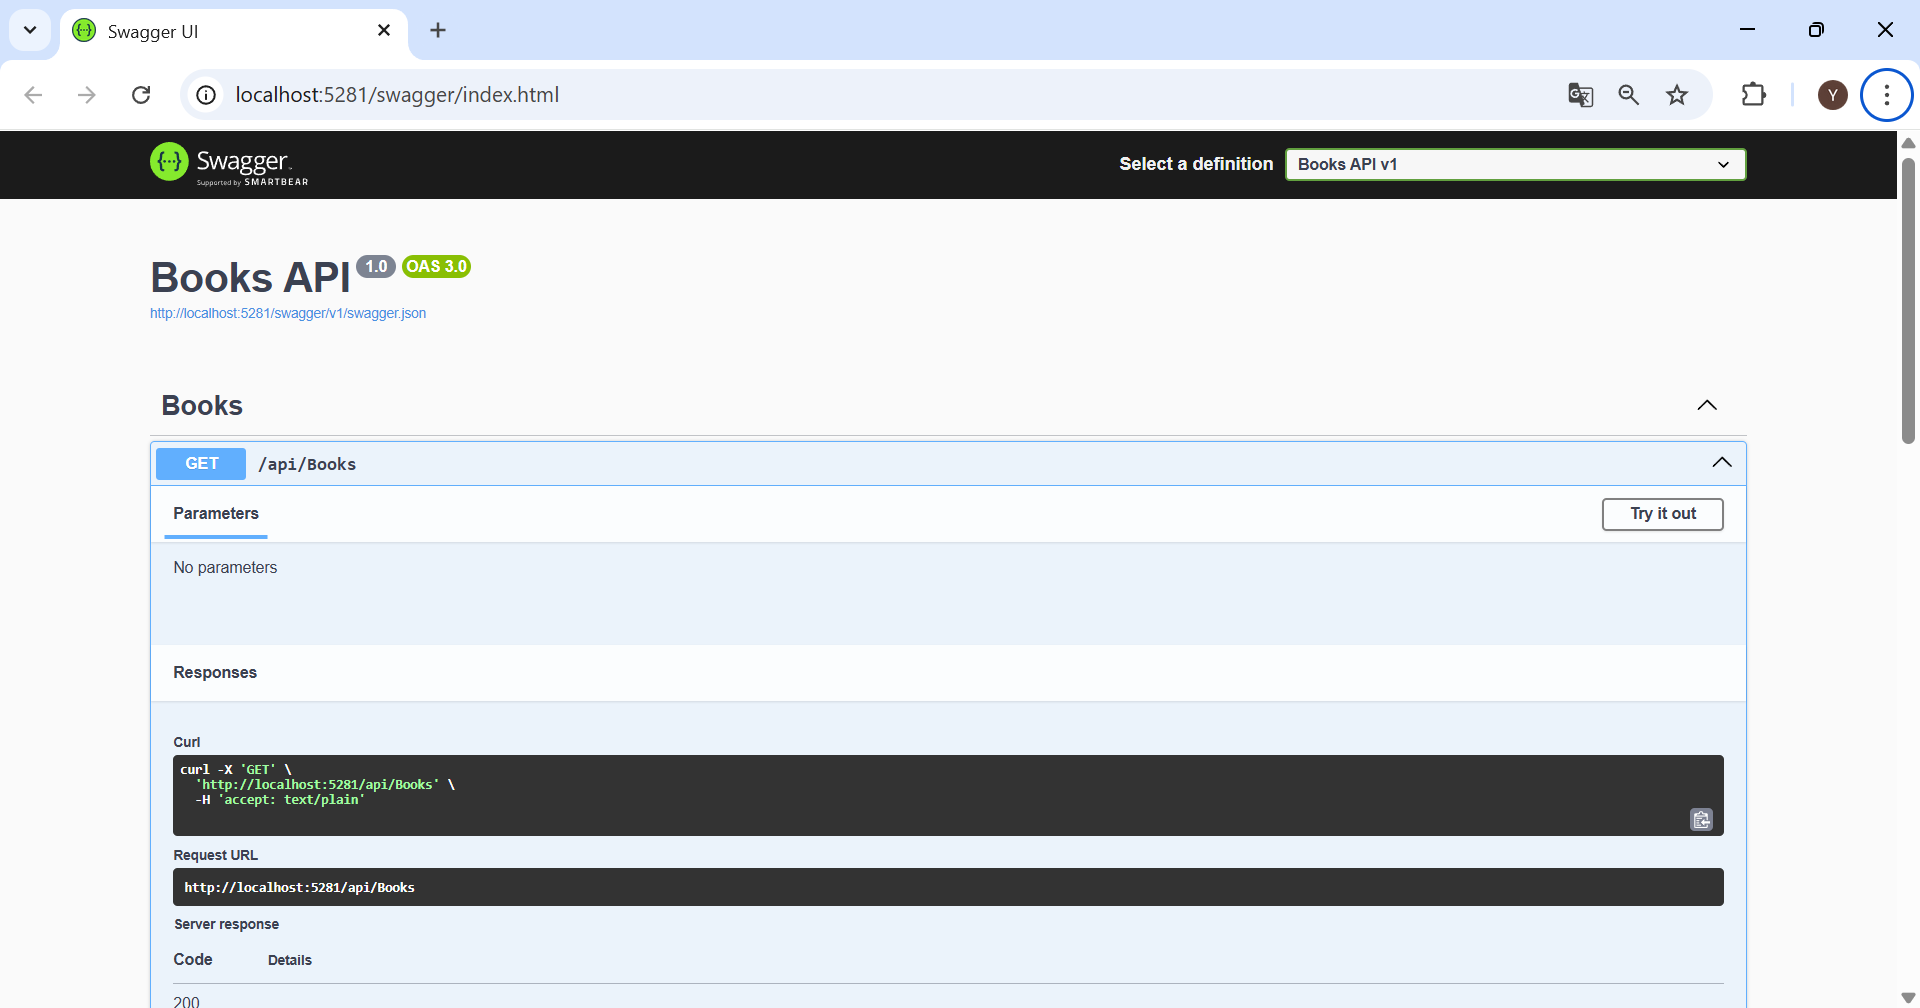 Swagger UI
localhost:5281/swagger/index.html
Y
Swagger
Supported by SMARTBEAR
Select a definition
Books API v1
Books API 1.0 OAS 3.0
http://localhost:5281/swagger/v1/swagger.json
Books
GET /api/Books
Parameters
Try it out
No parameters
Responses
Curl
curl -X 'GET' \
'http://localhost:5281/api/Books' \
-H 'accept: text/plain'
Request URL
http://localhost:5281/api/Books
Server response
Code Details
200